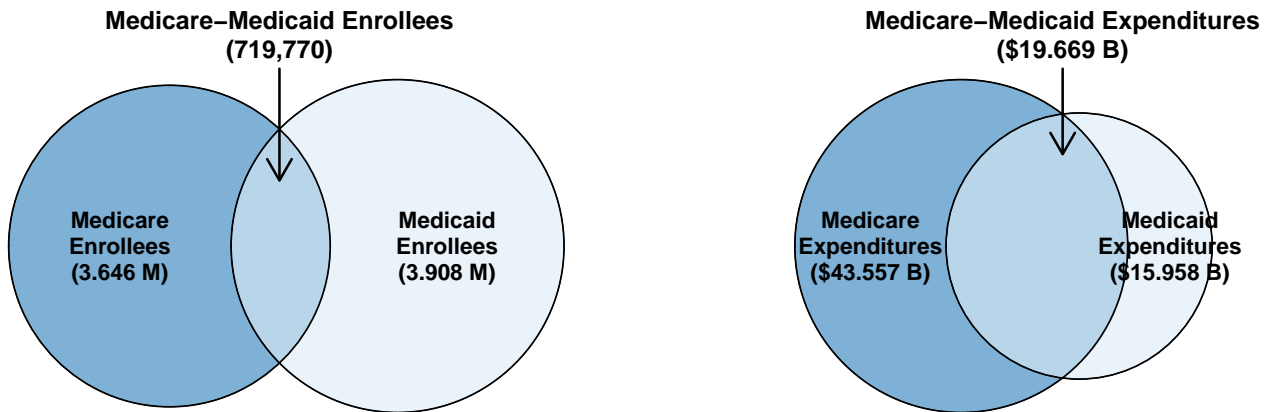 Medicare−Medicaid Enrollees
(719,770)
Medicare
Enrollees
(3.646 M)
Medicaid
Enrollees
(3.908 M)
Medicare−Medicaid Expenditures
($19.669 B)
Medicare
Expenditures
($43.557 B)
Medicaid
Expenditures
($15.958 B)